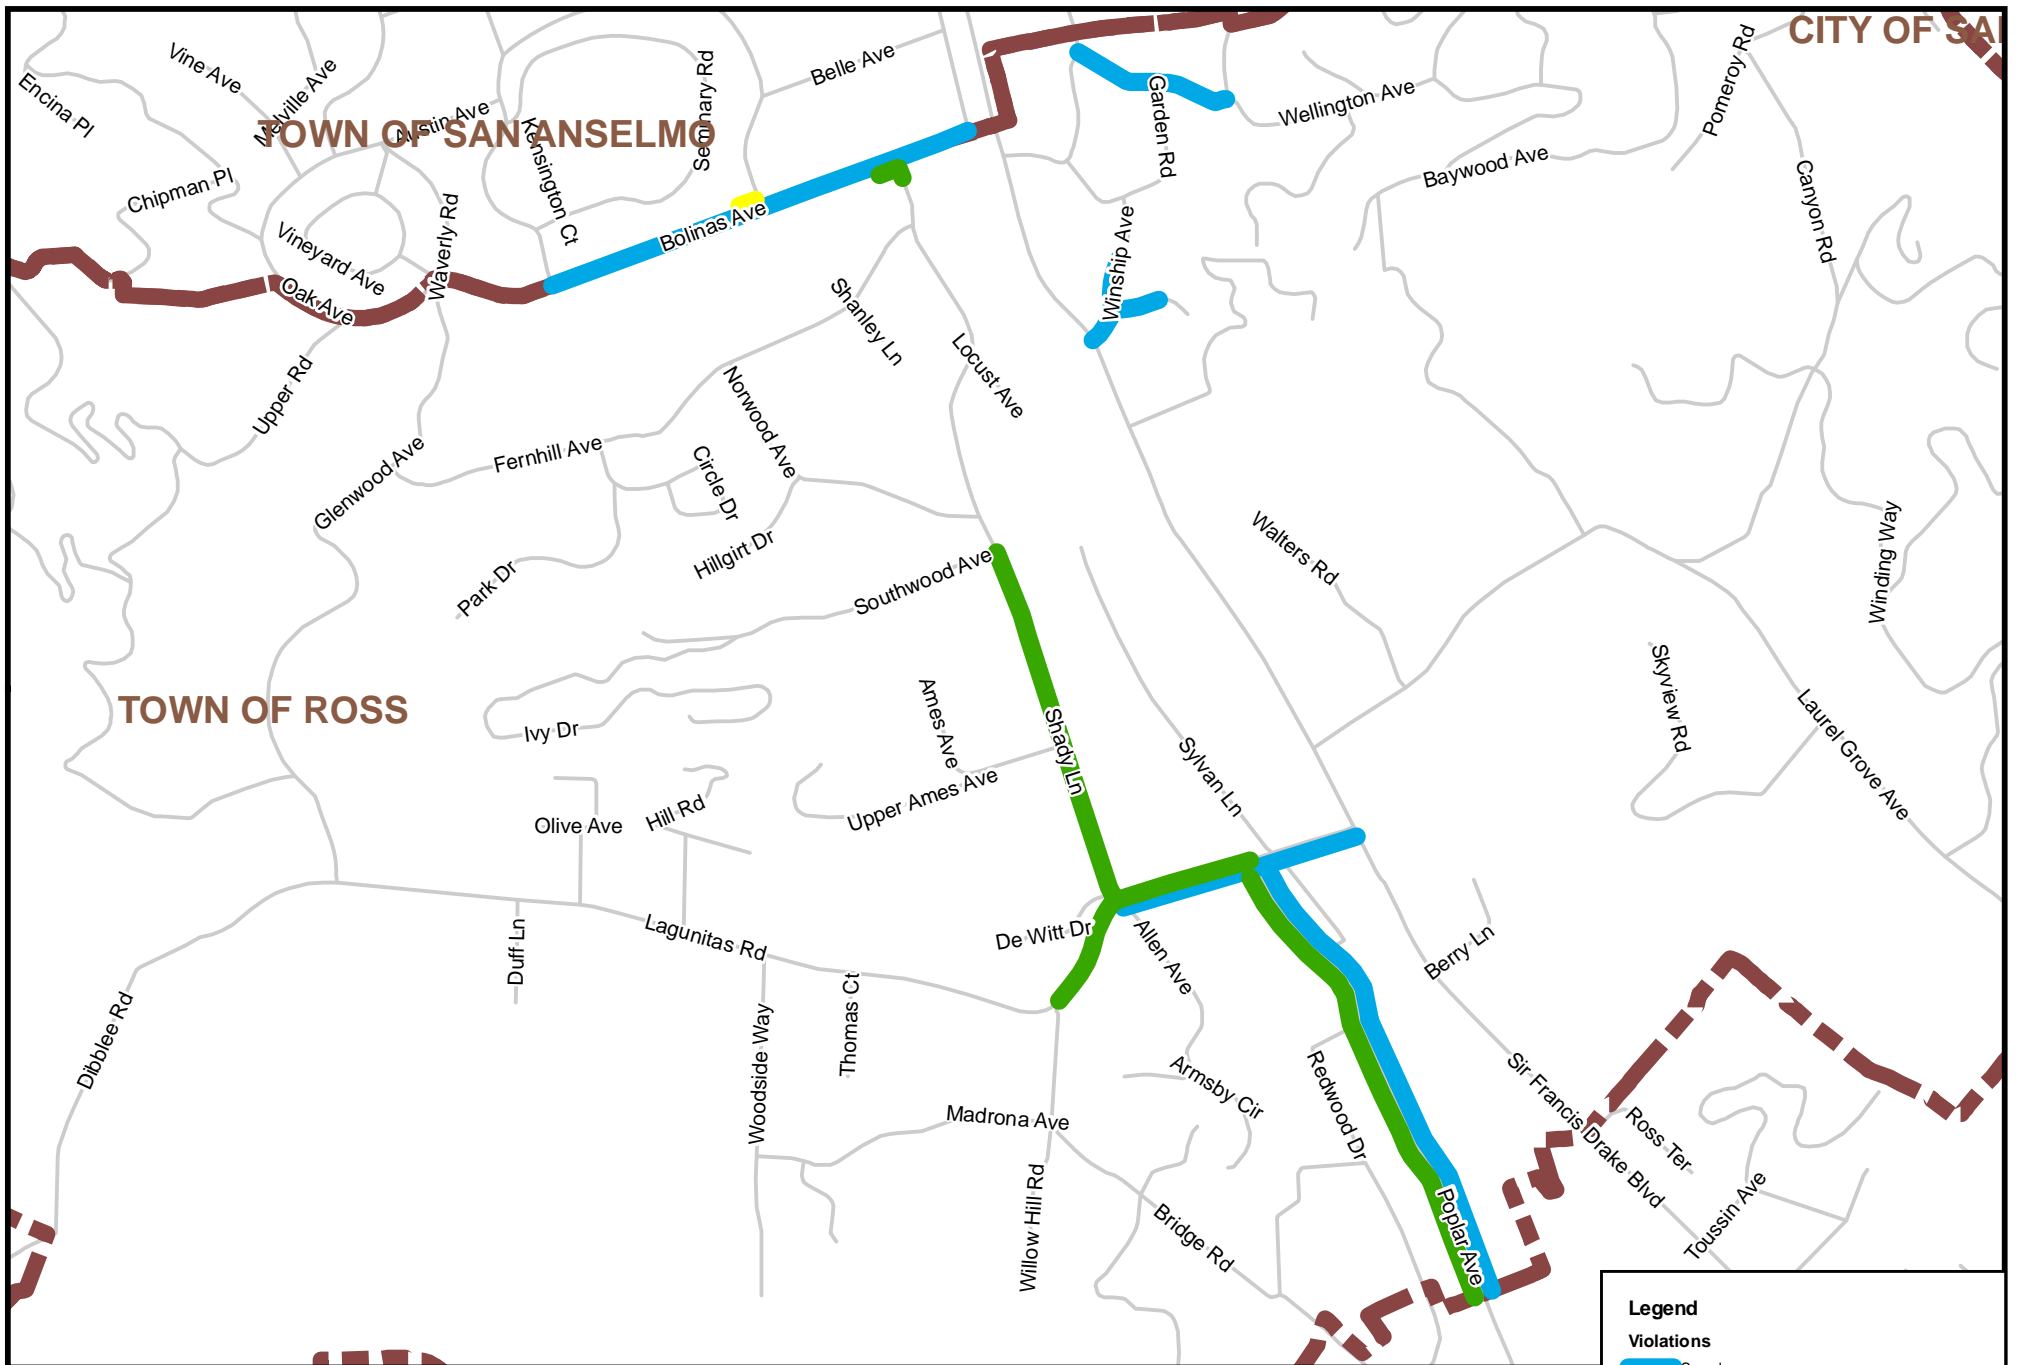 CITY OF SA
Pomeroy Rd
Vine Ave
Melville Ave
Encina Pl
Seminary Rd
Belle Ave
Garden Rd
Wellington Ave
TOWN OF SAN ANSELMO
Austin Ave
Kensington Ct
Chipman Pl
Baywood Ave
Canyon Rd
Waverly Rd
Bolinas Ave
Vineyard Ave
Oak Ave
Winship Ave
Shanley Ln
Locust Ave
Upper Rd
Norwood Ave
Glenwood Ave
Fernhill Ave
Circle Dr
Hillgirt Dr
Park Dr
Southwood Ave
Walters Rd
Winding Way
TOWN OF ROSS
Ivy Dr
Ames Ave
Shady Ln
Sylvan Ln
Skyview Rd
Laurel Grove Ave
Olive Ave
Hill Rd
Upper Ames Ave
Duff Ln
Lagunitas Rd
De Witt Dr
Allen Ave
Berry Ln
Dibblee Rd
Woodside Way
Thomas Ct
Madrona Ave
Armsby Cir
Redwood Dr
Sir Francis Drake Blvd
Ross Ter
Toussin Ave
Willow Hill Rd
Bridge Rd
Poplar Ave
Legend
Violations